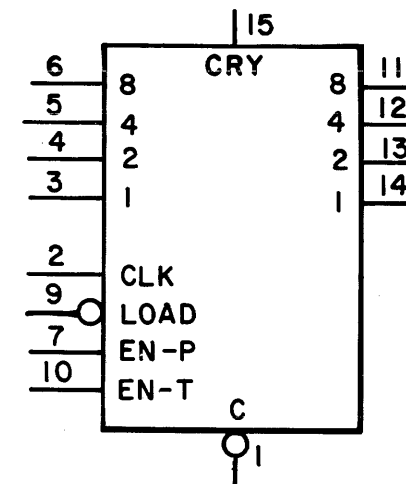 15
CRY
6 8 8 11
5 4 4 12
4 2 2 13
3 1 1 14
2 CLK
9 LOAD
7 EN-P
10 EN-T
C
1